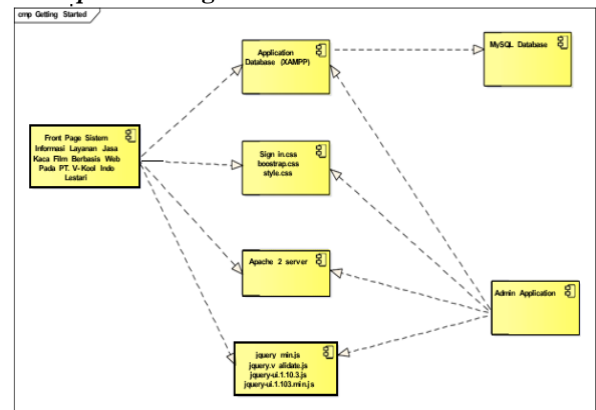 cmp Getting Started
Application
Database (XAMPP)
MySQL Database
Front Page Sistem
Informasi Layanan Jasa
Kaca Film Berbasis Web
Pada PT. V-Kool Indo
Lestari
Sign in.css
boostrap.css
style.css
Apache 2 server
Admin Application
jquery min.js
jquery.v alidate.js
jquery-ui.1.10.3.js
jquery-ui.1.103.min.js